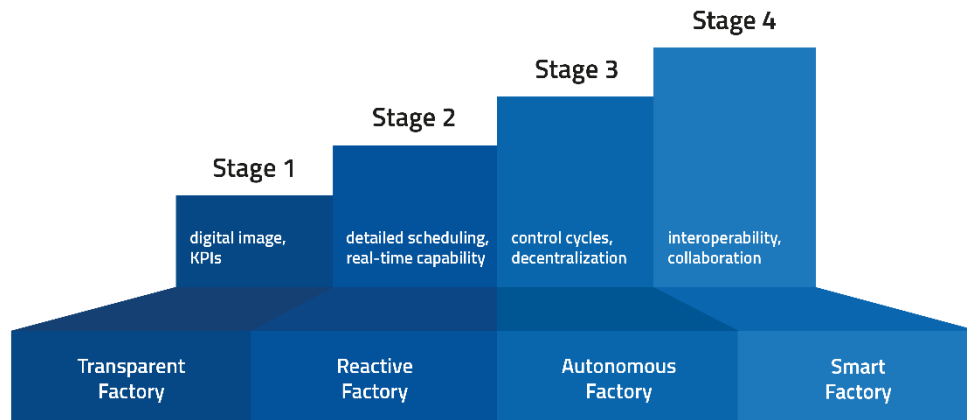 Stage 1
digital image,
KPIs
Stage 2
detailed scheduling,
real-time capability
Stage 3
control cycles,
decentralization
Stage 4
interoperability,
collaboration
Transparent
Factory
Reactive
Factory
Autonomous
Factory
Smart
Factory